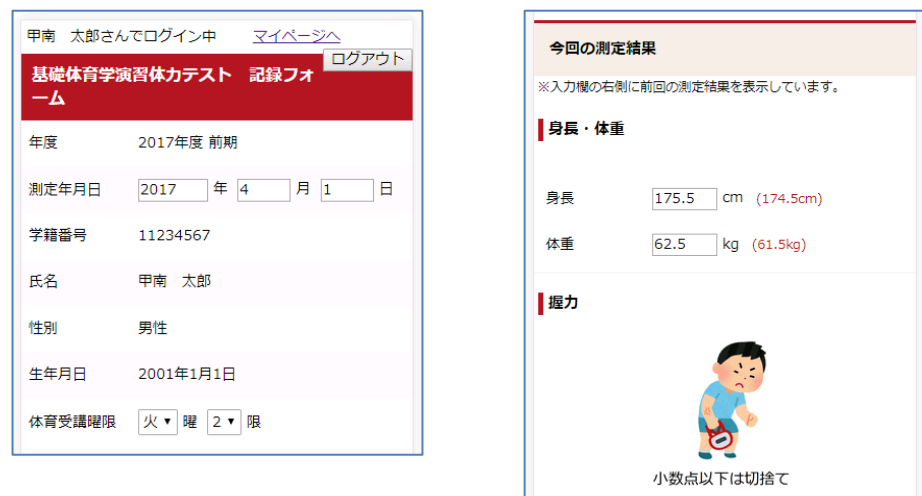 甲南　太郎さんでログイン中　マイページへ
ログアウト
基礎体育学演習体力テスト　記録フォ
ーム
年度　2017年度 前期
測定年月日　2017 年 4 月 1 日
学籍番号　11234567
氏名　甲南　太郎
性別　男性
生年月日　2001年1月1日
体育受講曜限　火▼ 曜 2▼ 限
今回の測定結果
※入力欄の右側に前回の測定結果を表示しています。
身長・体重
身長　175.5 cm (174.5cm)
体重　62.5 kg (61.5kg)
握力
小数点以下は切捨て